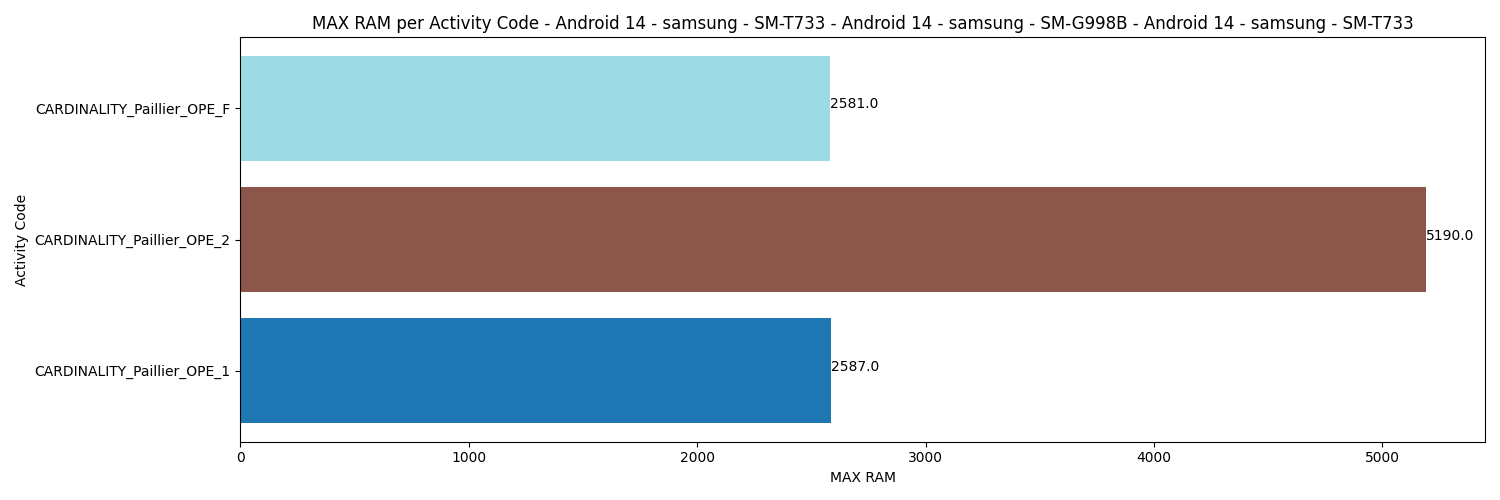 MAX RAM per Activity Code - Android 14 - samsung - SM-T733 - Android 14 - samsung - SM-G998B - Android 14 - samsung - SM-T733
Activity Code
CARDINALITY_Paillier_OPE_F
2581.0
CARDINALITY_Paillier_OPE_2
5190.0
CARDINALITY_Paillier_OPE_1
2587.0
0 1000 2000 3000 4000 5000
MAX RAM